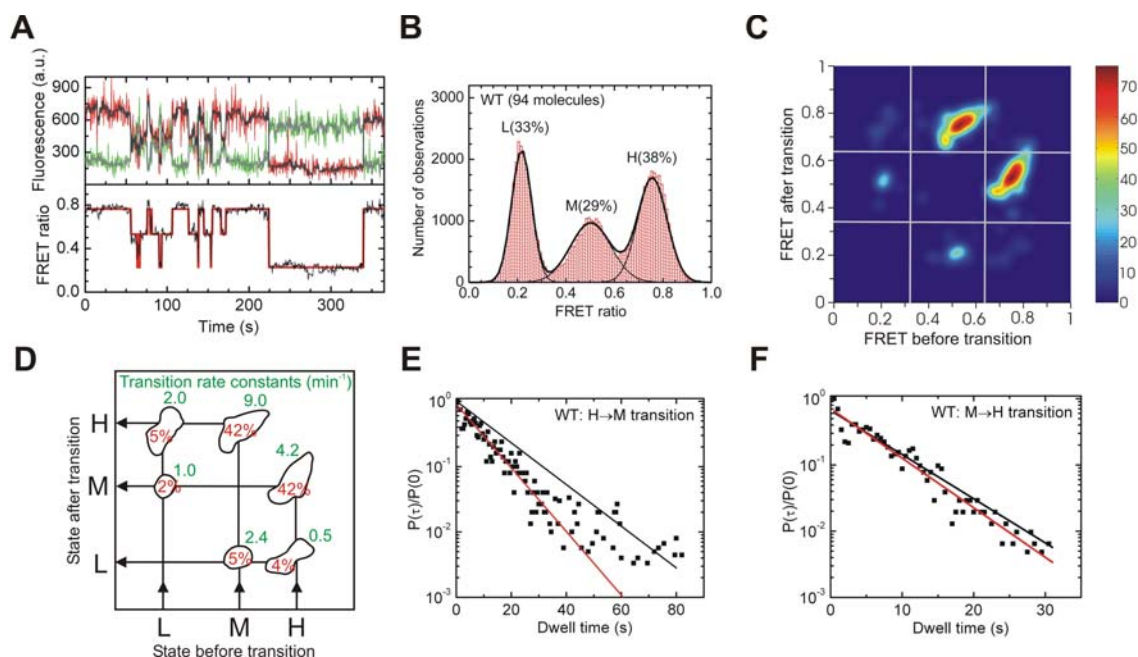 A
Fluorescence (a.u.)
900
600
300
FRET ratio
0.8
0.4
0.0
0 100 200 300
Time (s)
B
Number of observations
3000
2000
1000
0
WT (94 molecules)
L(33%)
H(38%)
M(29%)
0.0 0.2 0.4 0.6 0.8 1.0
FRET ratio
C
FRET after transition
1
0.8
0.6
0.4
0.2
0
0 0.2 0.4 0.6 0.8 1
FRET before transition
70
60
50
40
30
20
10
0
D
Transition rate constants (min-1)
State after transition
H
M
L
2.0
9.0
5%
42%
4.2
1.0
2%
42%
2.4
0.5
5%
4%
L M H
State before transition
E
WT: H→M transition
P(τ)/P(0)
10^0
10^-1
10^-2
10^-3
0 20 40 60 80
Dwell time (s)
F
WT: M→H transition
P(τ)/P(0)
10^0
10^-1
10^-2
10^-3
0 10 20 30
Dwell time (s)